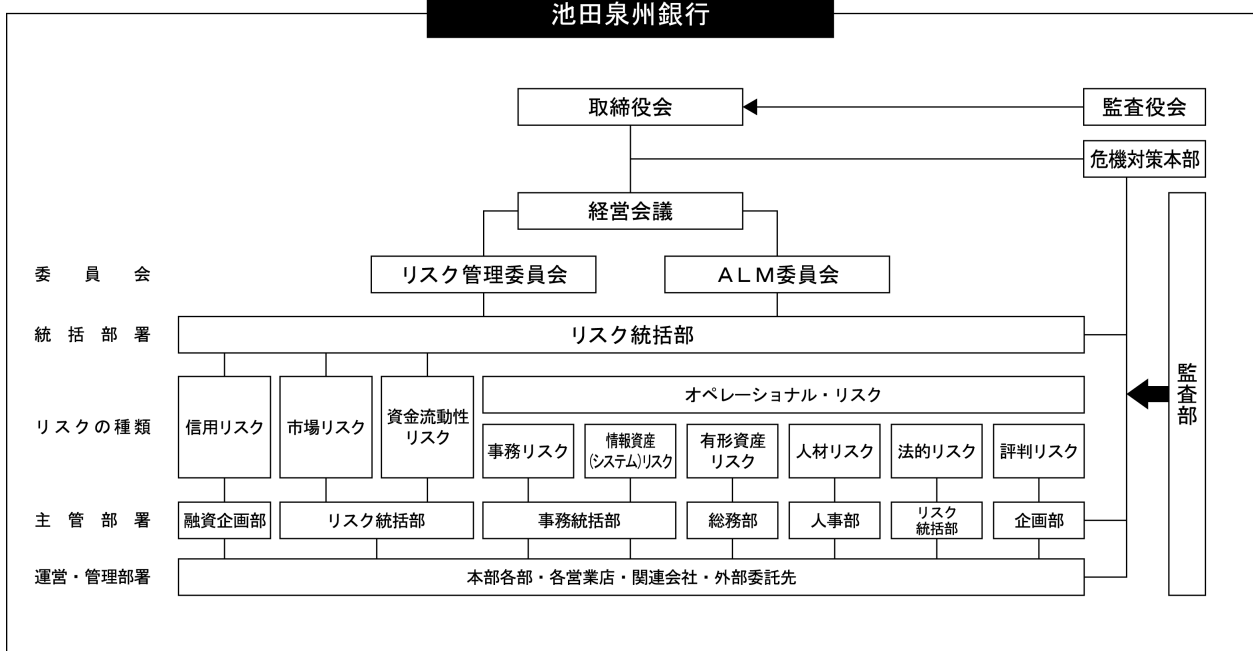 池田泉州銀行
取締役会
監査役会
危機対策本部
経営会議
委員会
リスク管理委員会
ALM委員会
統括部署
リスク統括部
監査部
リスクの種類
信用リスク
市場リスク
資金流動性
リスク
オペレーショナル・リスク
事務リスク
情報資産
(システム)リスク
有形資産
リスク
人材リスク
法的リスク
評判リスク
主管部署
融資企画部
リスク統括部
事務統括部
総務部
人事部
リスク
統括部
企画部
運営・管理部署
本部各部・各営業店・関連会社・外部委託先